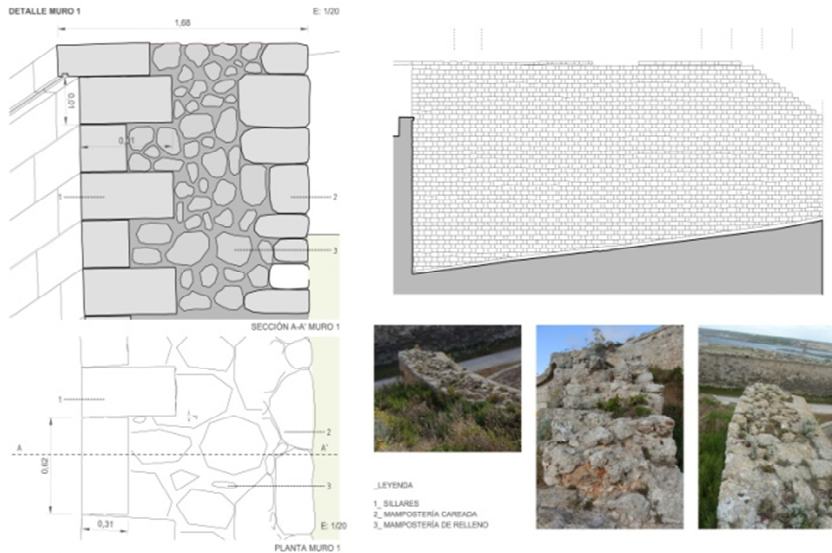 DETALLE MURO 1
E: 1/20
1,68
0,01
0,31
1
2
3
SECCIÓN A-A' MURO 1
1
2
A
A'
0,62
3
0,31
E: 1/20
PLANTA MURO 1
_LEYENDA
1_ SILLARES
2_ MAMPOSTERÍA CAREADA
3_ MAMPOSTERÍA DE RELLENO